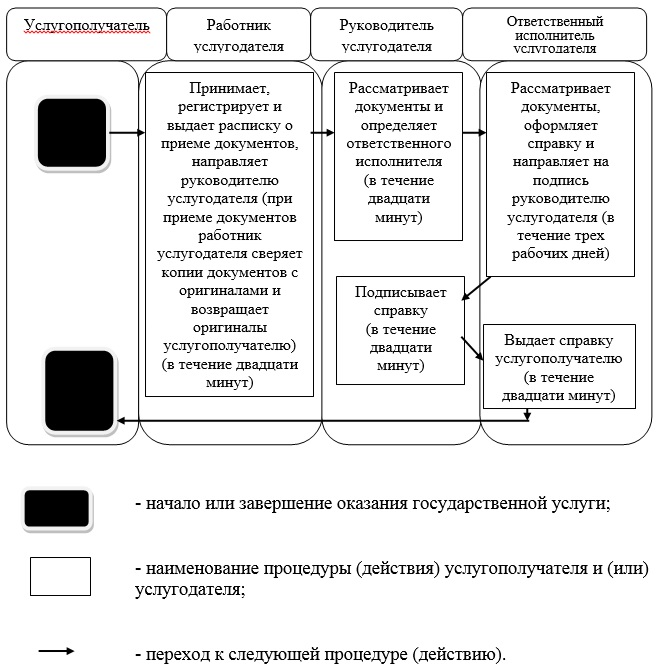 Услугополучатель
Работник
услугодателя
Руководитель
услугодателя
Ответственный
исполнитель
услугодателя
Принимает,
регистрирует и
выдает расписку о
приеме документов,
направляет
руководителю
услугодателя (при
приеме документов
работник
услугодателя сверяет
копии документов с
оригиналами и
возвращает
оригиналы
услугополучателю)
(в течение двадцати
минут)
Рассматривает
документы и
определяет
ответственного
исполнителя
(в течение
двадцати
минут)
Рассматривает
документы,
оформляет
справку и
направляет на
подпись
руководителю
услугодателя (в
течение трех
рабочих дней)
Подписывает
справку
(в течение
двадцати
минут)
Выдает справку
услугополучателю
(в течение
двадцати минут)
- начало или завершение оказания государственной услуги;
- наименование процедуры (действия) услугополучателя и (или)
услугодателя;
- переход к следующей процедуре (действию).